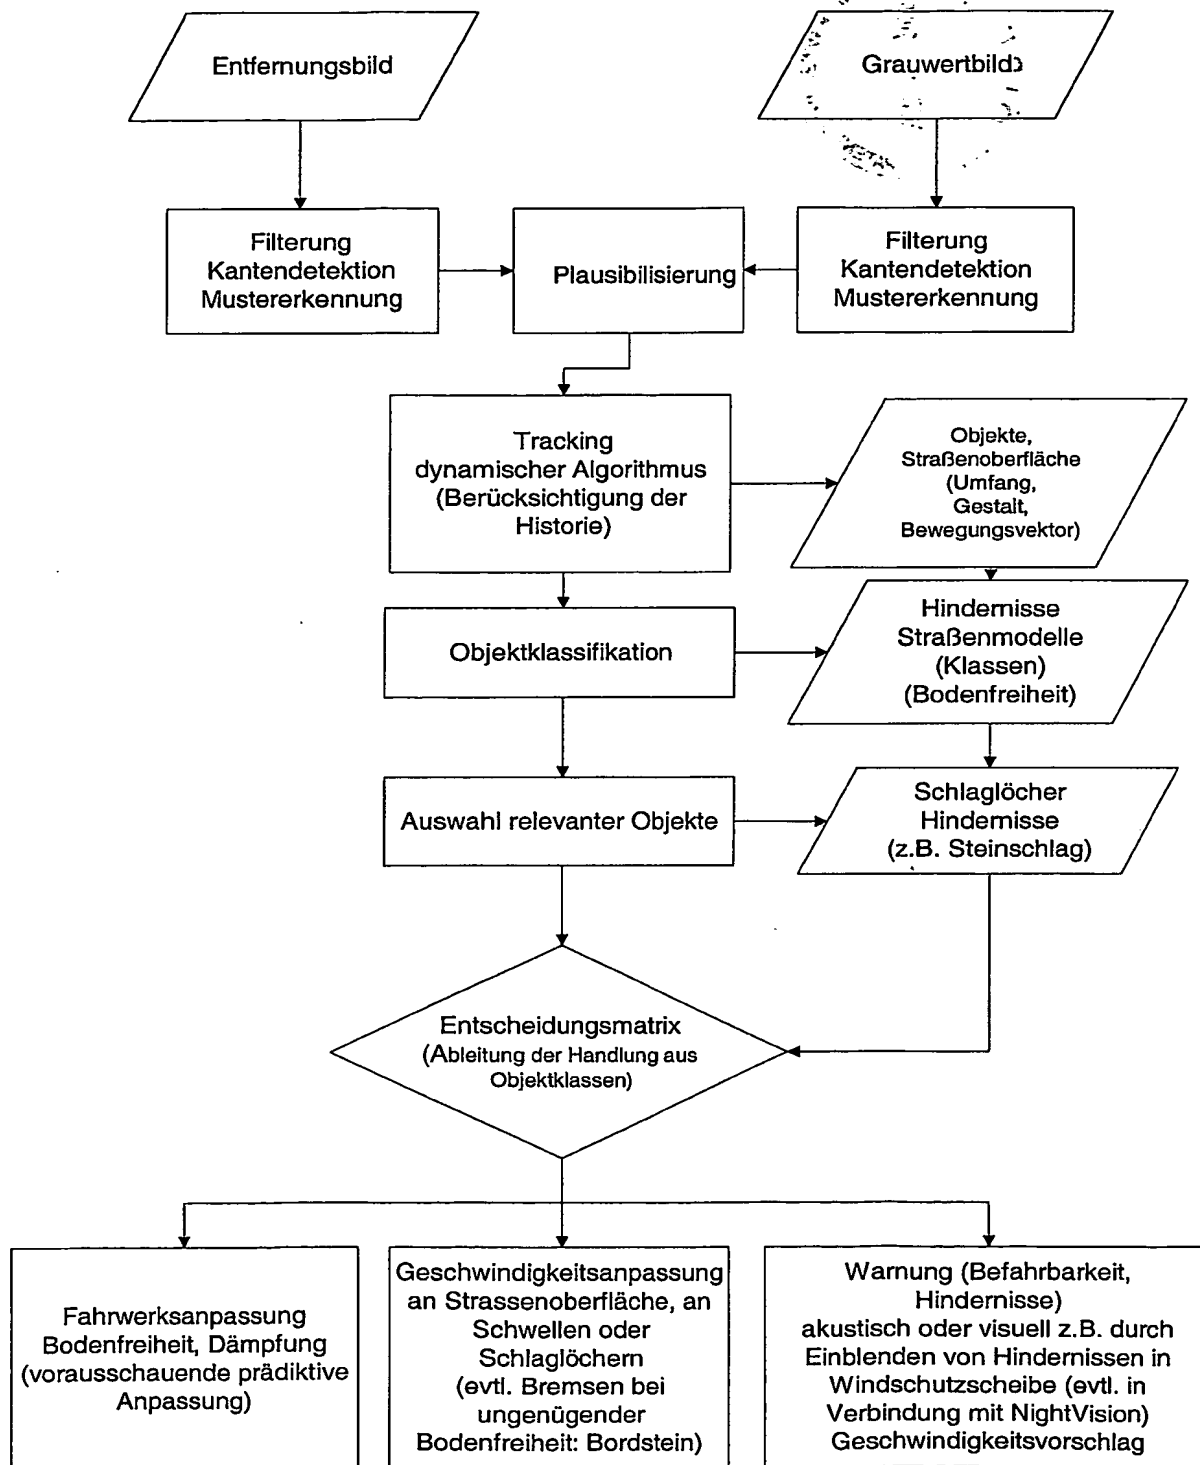 Entfernungsbild
Grauwertbild
Filterung
Kantendetektion
Mustererkennung
Plausibilisierung
Filterung
Kantendetektion
Mustererkennung
Tracking
dynamischer Algorithmus
(Berücksichtigung der
Historie)
Objekte,
Straßenoberfläche
(Umfang,
Gestalt,
Bewegungsvektor)
Objektklassifikation
Hindernisse
Straßenmodelle
(Klassen)
(Bodenfreiheit)
Auswahl relevanter Objekte
Schlaglöcher
Hindernisse
(z.B. Steinschlag)
Entscheidungsmatrix
(Ableitung der Handlung aus
Objektklassen)
Fahrwerksanpassung
Bodenfreiheit, Dämpfung
(vorausschauende prädiktive
Anpassung)
Geschwindigkeitsanpassung
an Strassenoberfläche, an
Schwellen oder
Schlaglöchern
(evtl. Bremsen bei
ungenügender
Bodenfreiheit: Bordstein)
Warnung (Befahrbarkeit,
Hindernisse)
akustisch oder visuell z.B. durch
Einblenden von Hindernissen in
Windschutzscheibe (evtl. in
Verbindung mit NightVision)
Geschwindigkeitsvorschlag